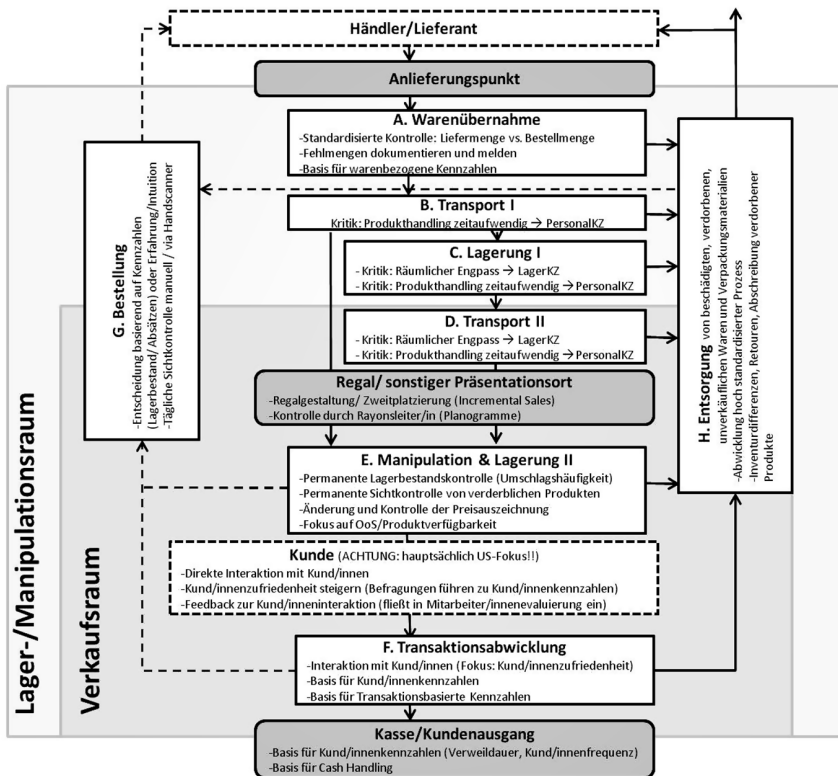 Händler/Lieferant
Anlieferungspunkt
A. Warenübernahme
-Standardisierte Kontrolle: Liefermenge vs. Bestellmenge
-Fehlmengen dokumentieren und melden
-Basis für warenbezogene Kennzahlen
B. Transport I
Kritik: Produkthandling zeitaufwendig → PersonalKZ
C. Lagerung I
- Kritik: Räumlicher Engpass → LagerKZ
- Kritik: Produkthandling zeitaufwendig → PersonalKZ
D. Transport II
- Kritik: Räumlicher Engpass → LagerKZ
- Kritik: Produkthandling zeitaufwendig → PersonalKZ
Regal/ sonstiger Präsentationsort
-Regalgestaltung/ Zweitplatzierung (Incremental Sales)
-Kontrolle durch Rayonsleiter/in (Planogramme)
E. Manipulation & Lagerung II
-Permanente Lagerbestandskontrolle (Umschlagshäufigkeit)
-Permanente Sichtkontrolle von verderblichen Produkten
-Änderung und Kontrolle der Preisauszeichnung
-Fokus auf OoS/Produktverfügbarkeit
Kunde (ACHTUNG: hauptsächlich US-Fokus!!)
-Direkte Interaktion mit Kund/innen
-Kund/innenzufriedenheit steigern (Befragungen führen zu Kund/innenkennzahlen)
-Feedback zur Kund/inneninteraktion (fließt in Mitarbeiter/innenevaluierung ein)
F. Transaktionsabwicklung
-Interaktion mit Kund/innen (Fokus: Kund/innenzufriedenheit)
-Basis für Kund/innenkennzahlen
-Basis für Transaktionsbasierte Kennzahlen
Kasse/Kundenausgang
-Basis für Kund/innenkennzahlen (Verweildauer, Kund/innenfrequenz)
-Basis für Cash Handling
G. Bestellung
-Entscheidung basierend auf Kennzahlen
(Lagerbestand/ Absätzen) oder Erfahrung/Intuition
-Tägliche Sichtkontrolle manuell / via Handscanner
H. Entsorgung von beschädigten, verdorbenen,
unverkäuflichen Waren und Verpackungsmaterialien
-Abwicklung hoch standardisierter Prozess
-Inventurdifferenzen, Retouren, Abschreibung verdorbener
Produkte
Lager-/Manipulationsraum
Verkaufsraum